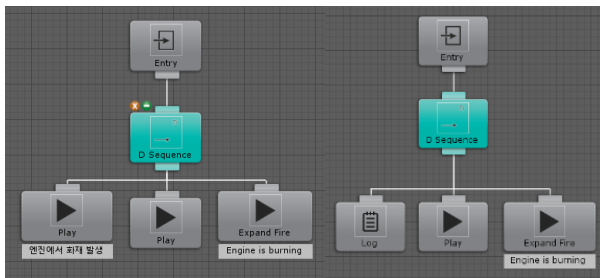 Entry
D Sequence
Play
엔진에서 화재 발생
Play
Expand Fire
Engine is burning
Entry
D Sequence
Log
Play
Expand Fire
Engine is burning